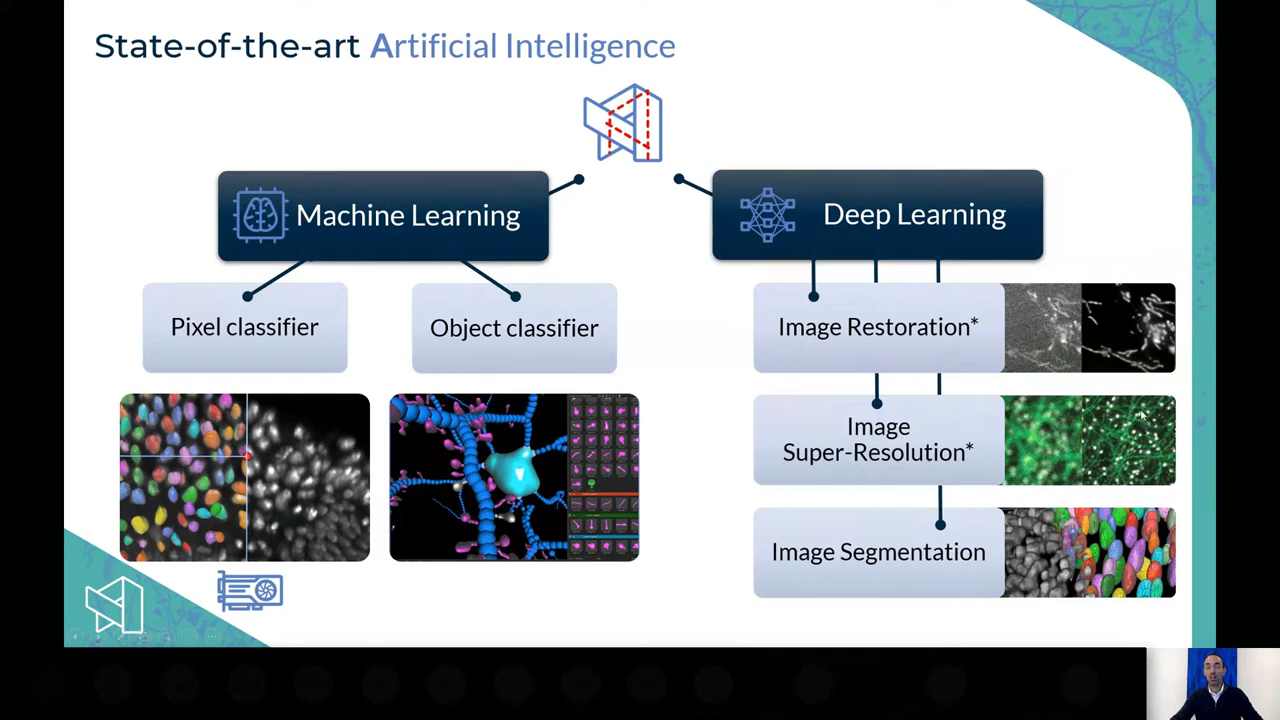 State-of-the-art Artificial Intelligence
Machine Learning
Deep Learning
Pixel classifier
Object classifier
Image Restoration*
Image
Super-Resolution*
Image Segmentation